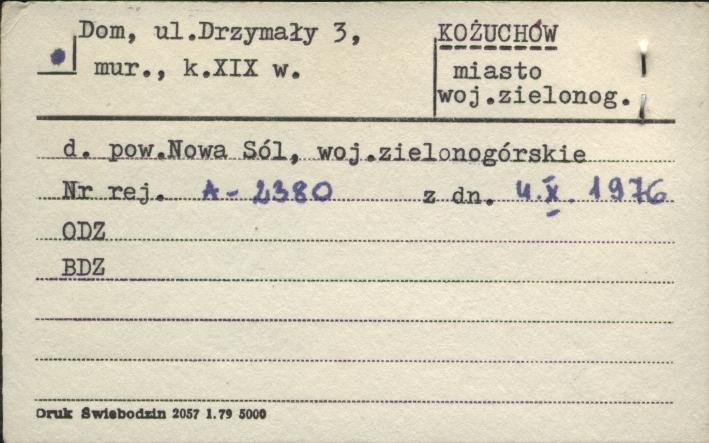 Dom, ul.Drzymały 3,
mur., k.XIX w.
KOŻUCHÓW
miasto
woj.zielonog.
d. pow.Nowa Sól, woj.zielonogórskie
Nr rej. A-2380 z dn. 4.X. 1976
ODZ
BDZ
Druk Świebodzin 2057 1.79 5000